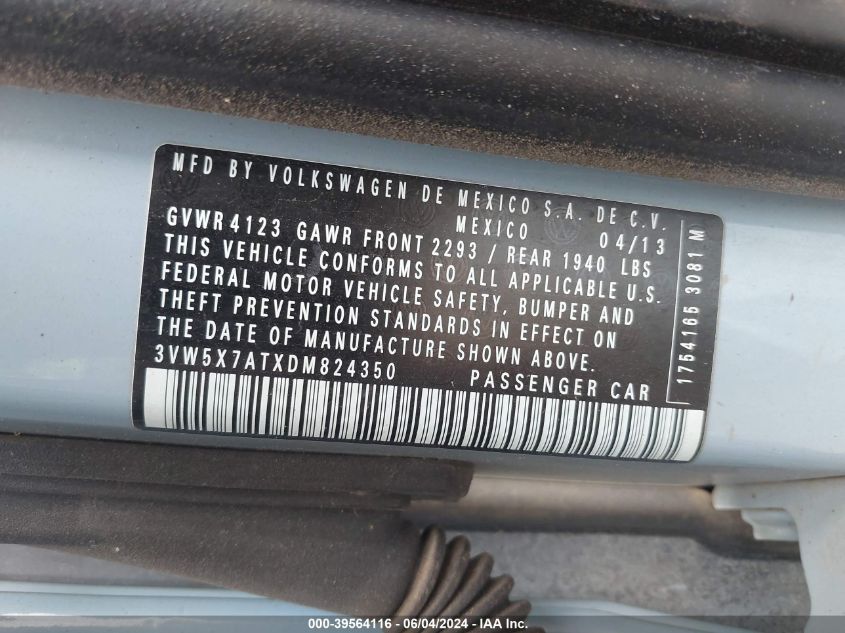 MFD BY VOLKSWAGEN DE MEXICO S.A. DE C.V.
MEXICO 04/13
GVWR 4123 GAWR FRONT 2293 / REAR 1940 LBS
THIS VEHICLE CONFORMS TO ALL APPLICABLE U.S.
FEDERAL MOTOR VEHICLE SAFETY, BUMPER AND
THEFT PREVENTION STANDARDS IN EFFECT ON
THE DATE OF MANUFACTURE SHOWN ABOVE.
3VW5X7ATXDM824350 PASSENGER CAR
1754165 3081 M
000-39564116 - 06/04/2024 - IAAI Inc.